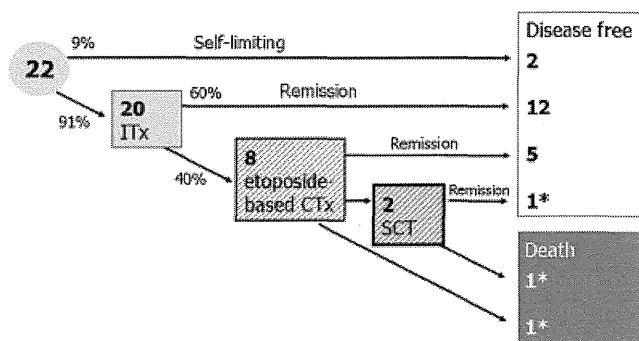 Disease free
9%
Self-limiting
2
22
91%
20
ITx
60%
Remission
12
40%
8
etoposide-
based CTx
Remission
5
2
SCT
Remission
1*
Death
1*
1*